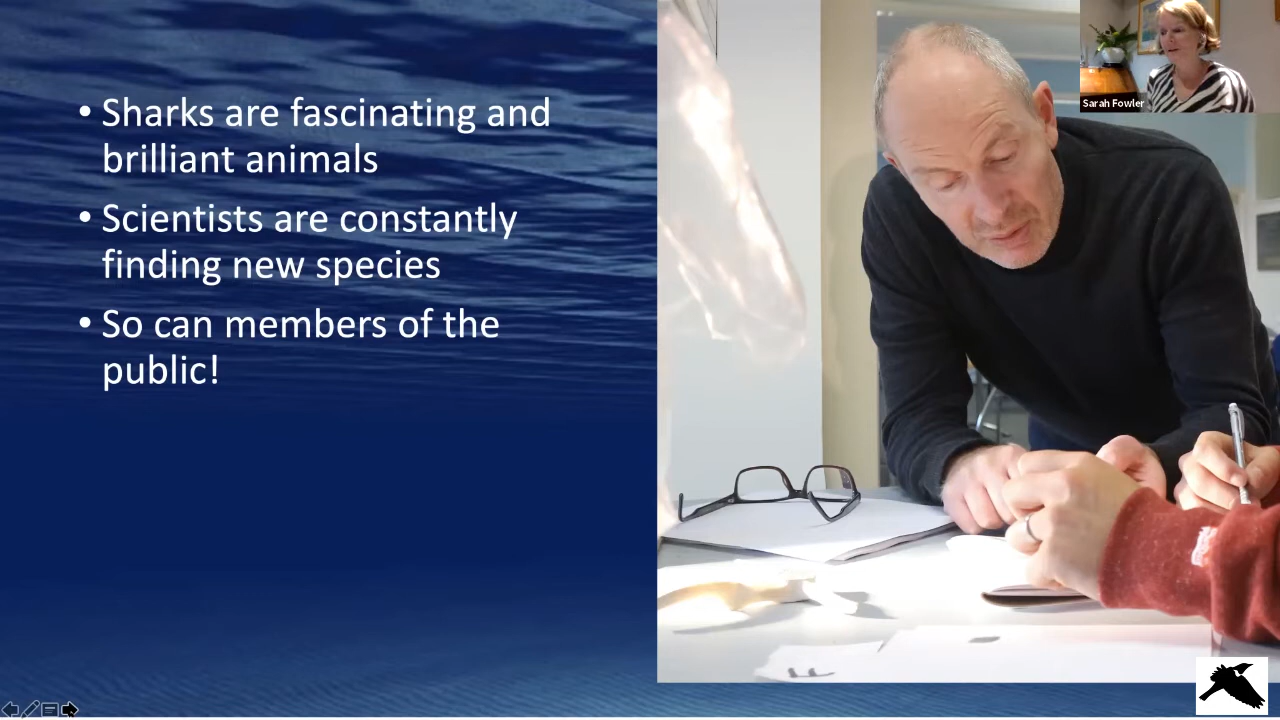 • Sharks are fascinating and
brilliant animals
• Scientists are constantly
finding new species
• So can members of the
public!
Sarah Fowler